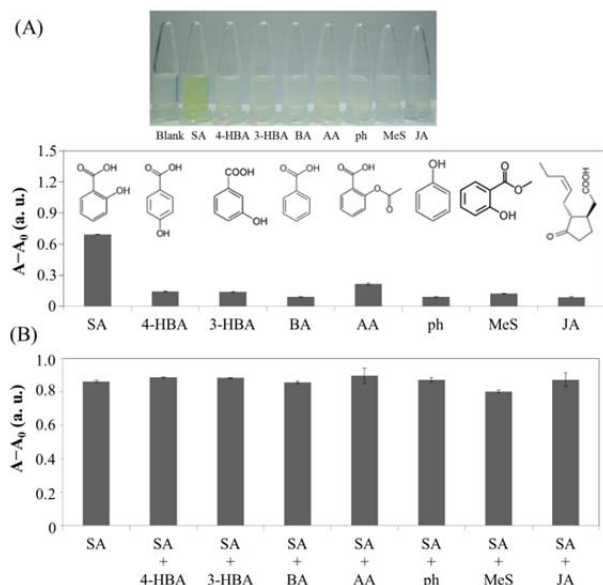 (A)
Blank SA 4-HBA 3-HBA BA AA ph MeS JA
1.5
1.2
0.9
0.6
0.3
0
A−A0 (a. u.)
O OH
OH
O OH
OH
COOH
OH
O OH
O OH
O
O
OH
O
O
OH
COOH
O
SA 4-HBA 3-HBA BA AA ph MeS JA
(B)
1
0.8
0.6
0.4
0.2
0
A−A0 (a. u.)
SA SA SA SA SA SA SA SA
+ + + + + + +
4-HBA 3-HBA BA AA ph MeS JA